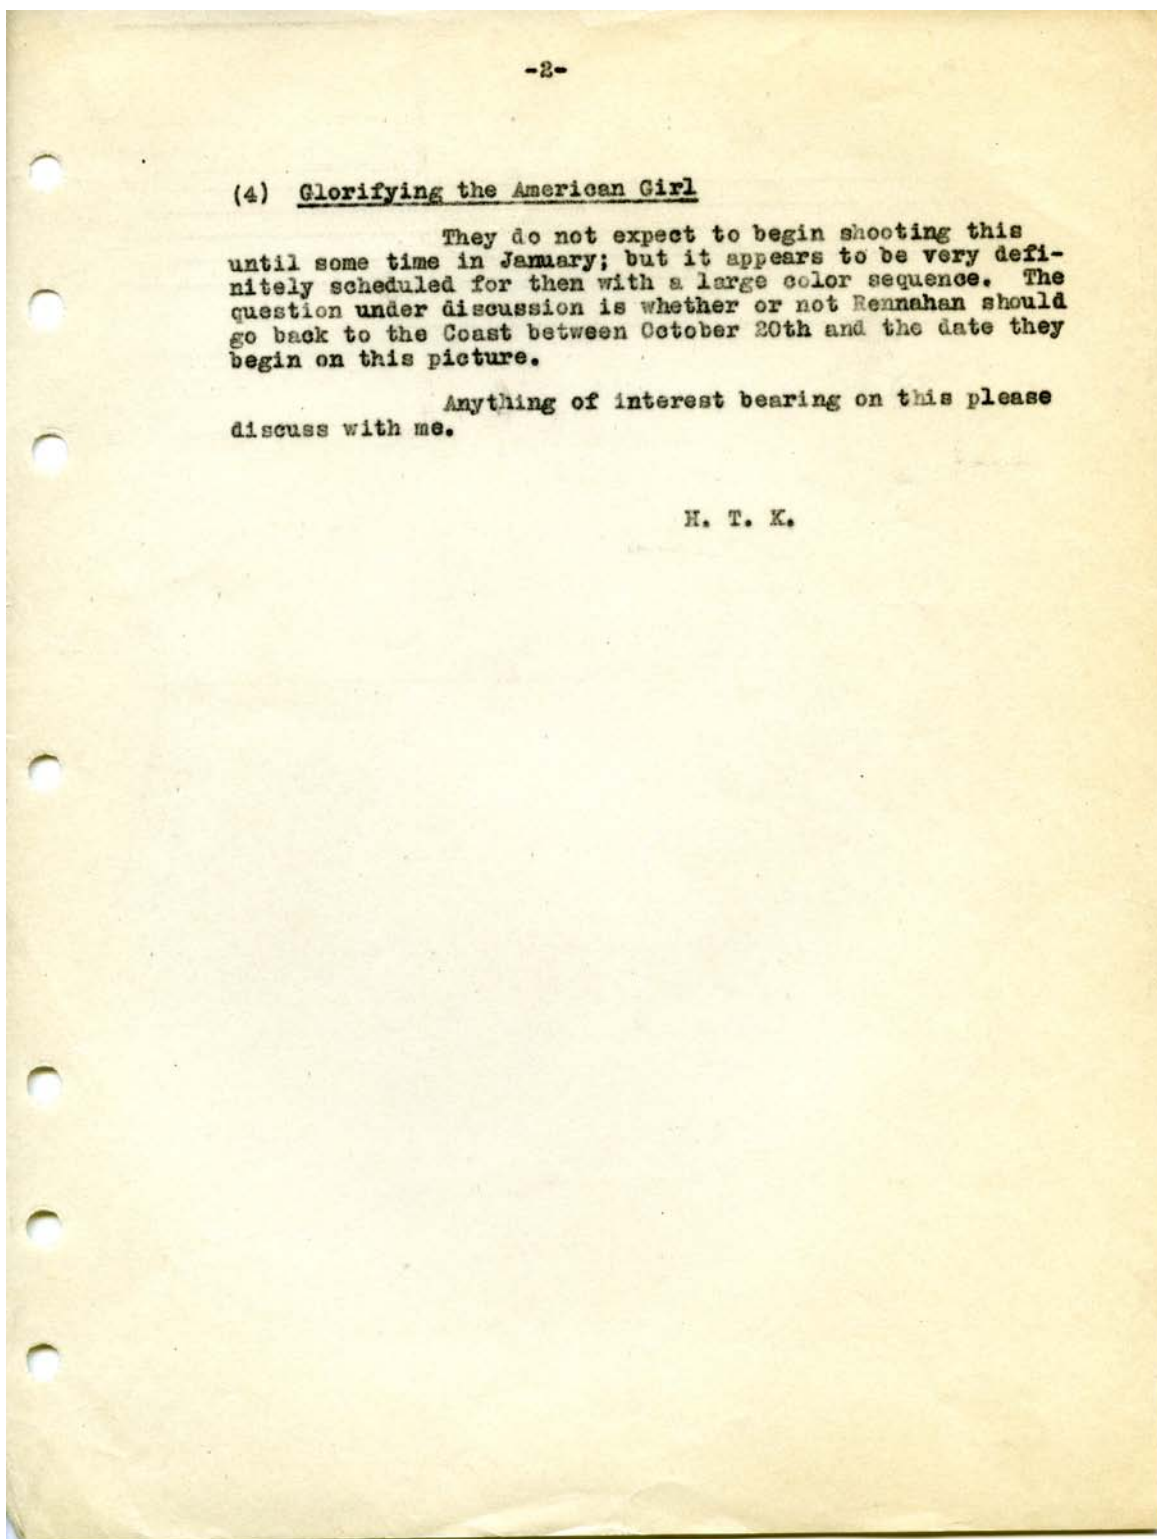 -2-
(4) Glorifying the American Girl
They do not expect to begin shooting this
until some time in January; but it appears to be very defi-
nitely scheduled for then with a large color sequence. The
question under discussion is whether or not Rennahan should
go back to the Coast between October 20th and the date they
begin on this picture.
Anything of interest bearing on this please
discuss with me.
H. T. K.